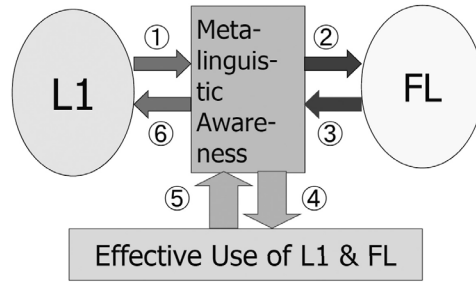 ① Meta- ②
linguis-
L1 tic FL
⑥ Aware- ③
ness
⑤ ④
Effective Use of L1 & FL